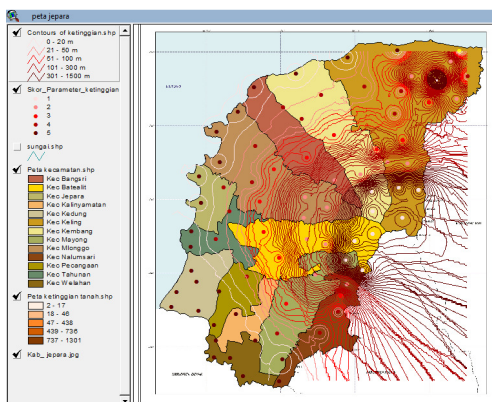 peta jepara
Contours of ketinggian.shp
0 - 20 m
21 - 50 m
51 - 100 m
101 - 300 m
301 - 1500 m
Skor_Parameter_ketinggian
1
2
3
4
5
sungai.shp
Peta kecamatan.shp
Kec Bangsri
Kec Batealit
Kec Jepara
Kec Kalinyamatan
Kec Kedung
Kec Keling
Kec Kembang
Kec Mayong
Kec Mlonggo
Kec Nalumsari
Kec Pecangaan
Kec Tahunan
Kec Welahan
Peta ketinggian tanah.shp
2 - 17
18 - 46
47 - 438
439 - 736
737 - 1301
Kab_ jepara.jpg